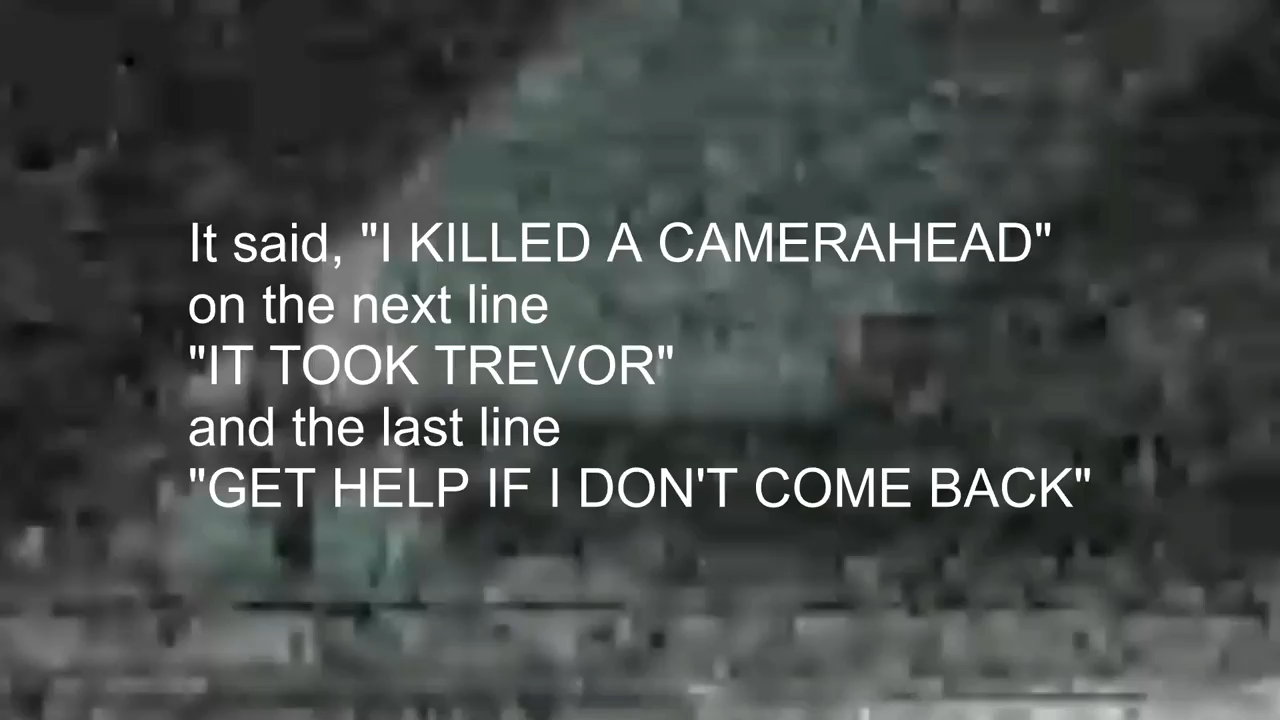 It said, "I KILLED A CAMERAHEAD"
on the next line
"IT TOOK TREVOR"
and the last line
"GET HELP IF I DON'T COME BACK"